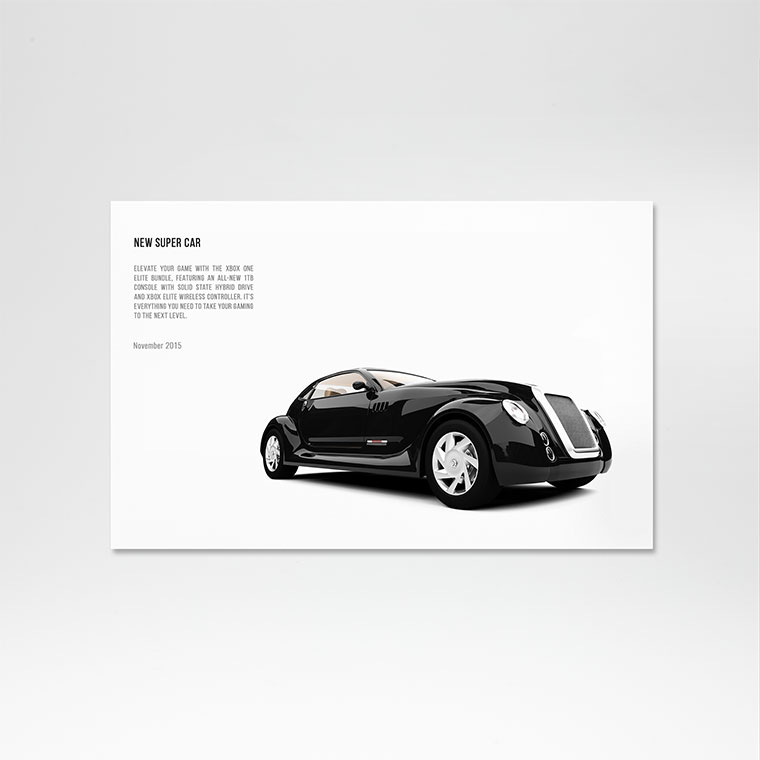 NEW SUPER CAR
ELEVATE YOUR GAME WITH THE XBOX ONE
ELITE BUNDLE, FEATURING AN ALL-NEW 1TB
CONSOLE WITH SOLID STATE HYBRID DRIVE
AND XBOX ELITE WIRELESS CONTROLLER. IT'S
EVERYTHING YOU NEED TO TAKE YOUR GAMING
TO THE NEXT LEVEL.
November 2015